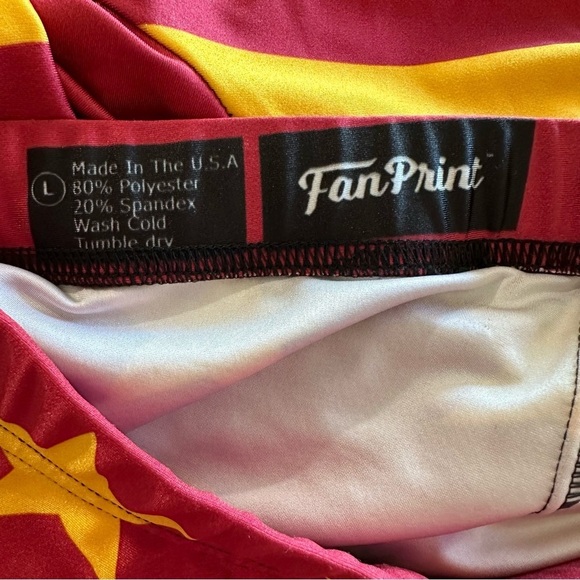 L
Made In The U.S.A
80% Polyester
20% Spandex
Wash Cold
Tumble dry
FanPrint